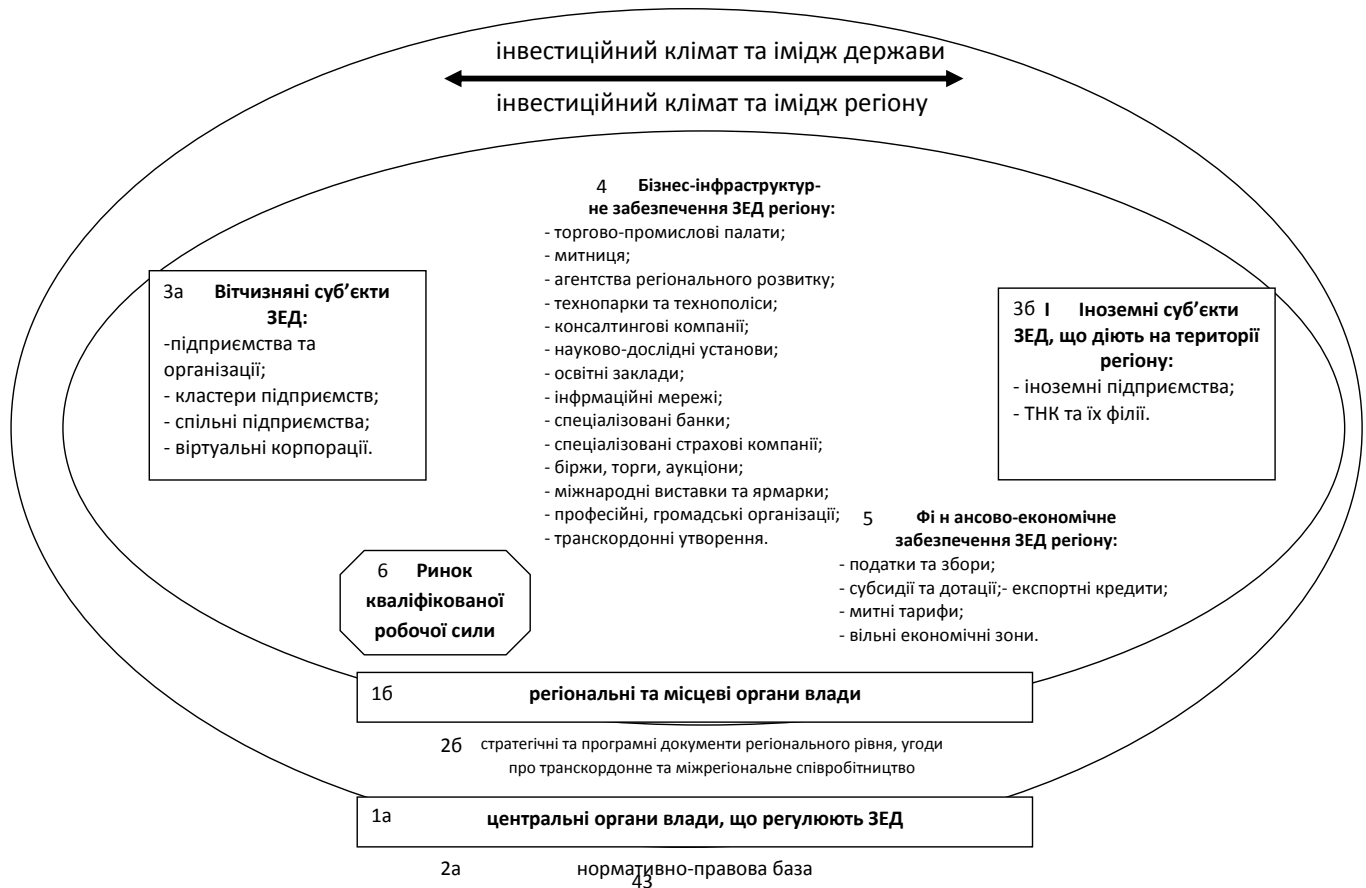 інвестиційний клімат та імідж держави
інвестиційний клімат та імідж регіону
4 Бізнес-інфраструктур-
не забезпечення ЗЕД регіону:
- торгово-промислові палати;
- митниця;
- агентства регіонального розвитку;
- технопарки та технополіси;
- консалтингові компанії;
- науково-дослідні установи;
- освітні заклади;
- інфрмаційні мережі;
- спеціалізовані банки;
- спеціалізовані страхові компанії;
- біржи, торги, аукціони;
- міжнародні виставки та ярмарки;
- професійні, громадські організації;
- транскордонні утворення.
3а Вітчизняні суб’єкти
ЗЕД:
-підприємства та
організації;
- кластери підприємств;
- спільні підприємства;
- віртуальні корпорації.
3б І Іноземні суб’єкти
ЗЕД, що діють на території
регіону:
- іноземні підприємства;
- ТНК та їх філії.
5 Фі н ансово-економічне
забезпечення ЗЕД регіону:
- податки та збори;
- субсидії та дотації;- експортні кредити;
- митні тарифи;
- вільні економічні зони.
6 Ринок
кваліфікованої
робочої сили
1б регіональні та місцеві органи влади
2б стратегічні та програмні документи регіонального рівня, угоди
про транскордонне та міжрегіональне співробітництво
1а центральні органи влади, що регулюють ЗЕД
2а нормативно-правова база
43